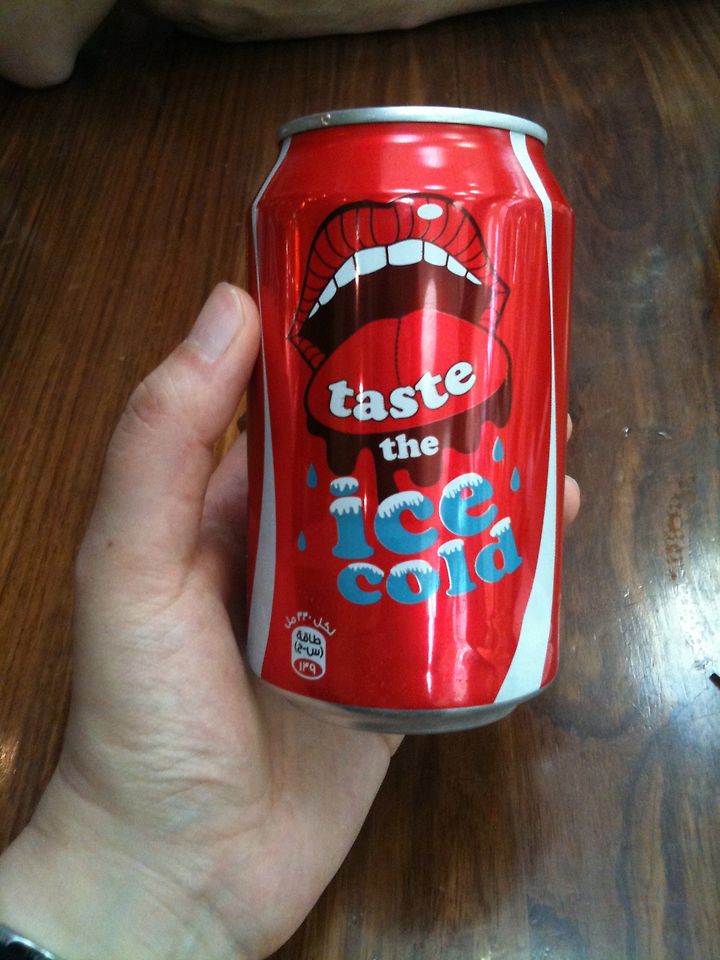 taste
the
ice
cold
لكل ٣٣٠ مل
طاقة
(س-ح)
١٣٩